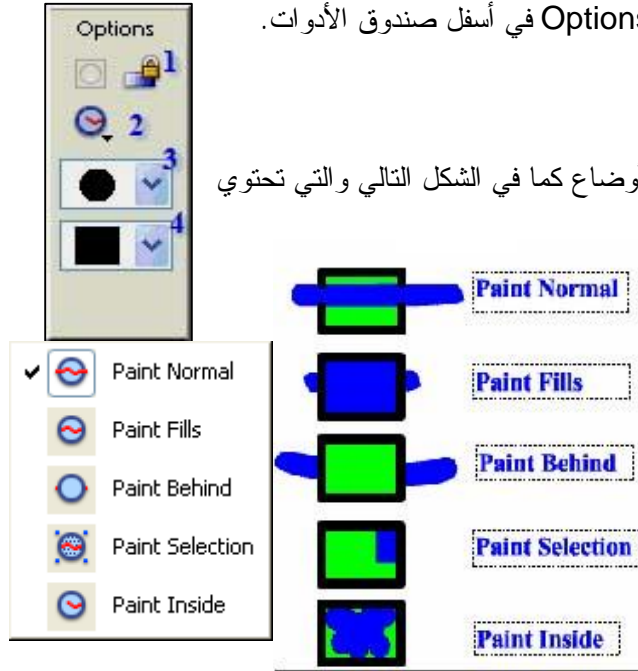 Options في أسفل صندوق الأدوات.
Options
1
2
3
4
وضاع كما في الشكل التالي والتي تحتوي
Paint Normal
Paint Fills
Paint Behind
Paint Selection
Paint Inside
Paint Normal
Paint Fills
Paint Behind
Paint Selection
Paint Inside